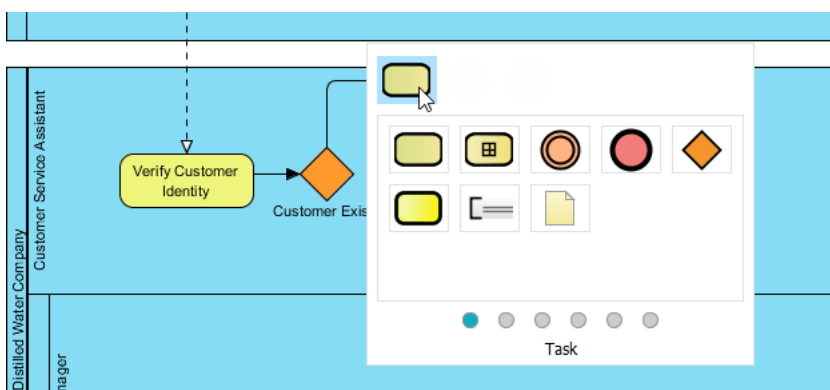 Customer Service Assistant
Verify Customer
Identity
Customer Exis
Distilled Water Company
nager
Task